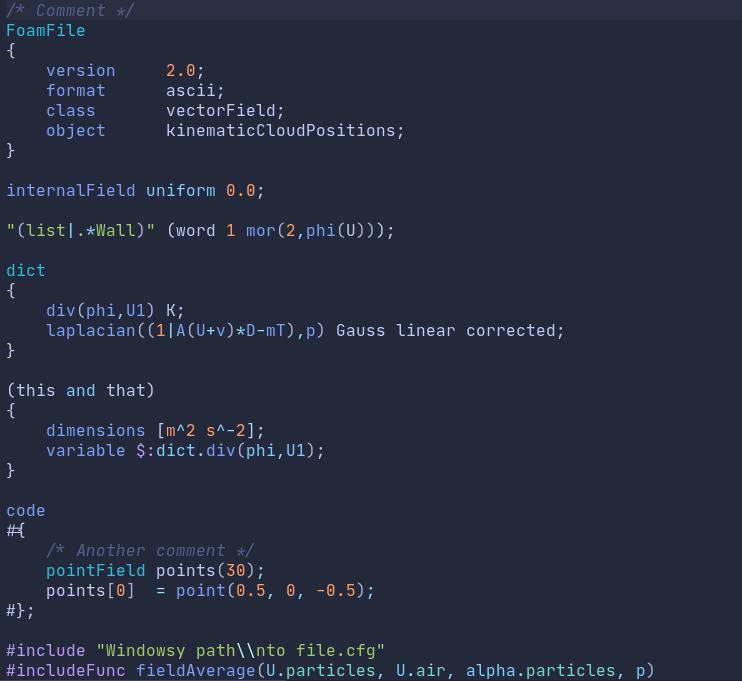 /* Comment */
FoamFile
{
    version     2.0;
    format      ascii;
    class       vectorField;
    object      kinematicCloudPositions;
}

internalField uniform 0.0;

"(list|.*Wall)" (word 1 mor(2,phi(U)));

dict
{
    div(phi,U1) K;
    laplacian((1|A(U+v)*D-mT),p) Gauss linear corrected;
}

(this and that)
{
    dimensions [m^2 s^-2];
    variable $:dict.div(phi,U1);
}

code
#{
    /* Another comment */
    pointField points(30);
    points[0]  = point(0.5, 0, -0.5);
#};

#include "Windowsy path\\nto file.cfg"
#includeFunc fieldAverage(U.particles, U.air, alpha.particles, p)